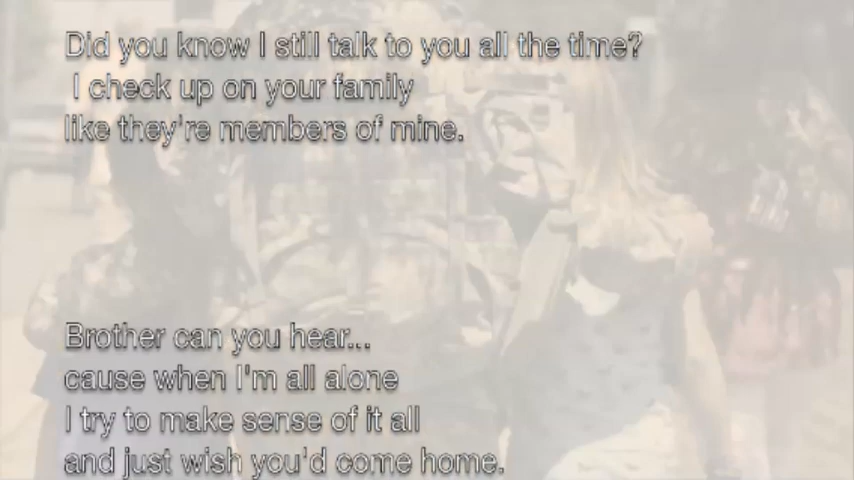 Did you know I still talk to you all the time?
I check up on your family
like they're members of mine.
Brother can you hear...
cause when I'm all alone
I try to make sense of it all
and just wish you'd come home.